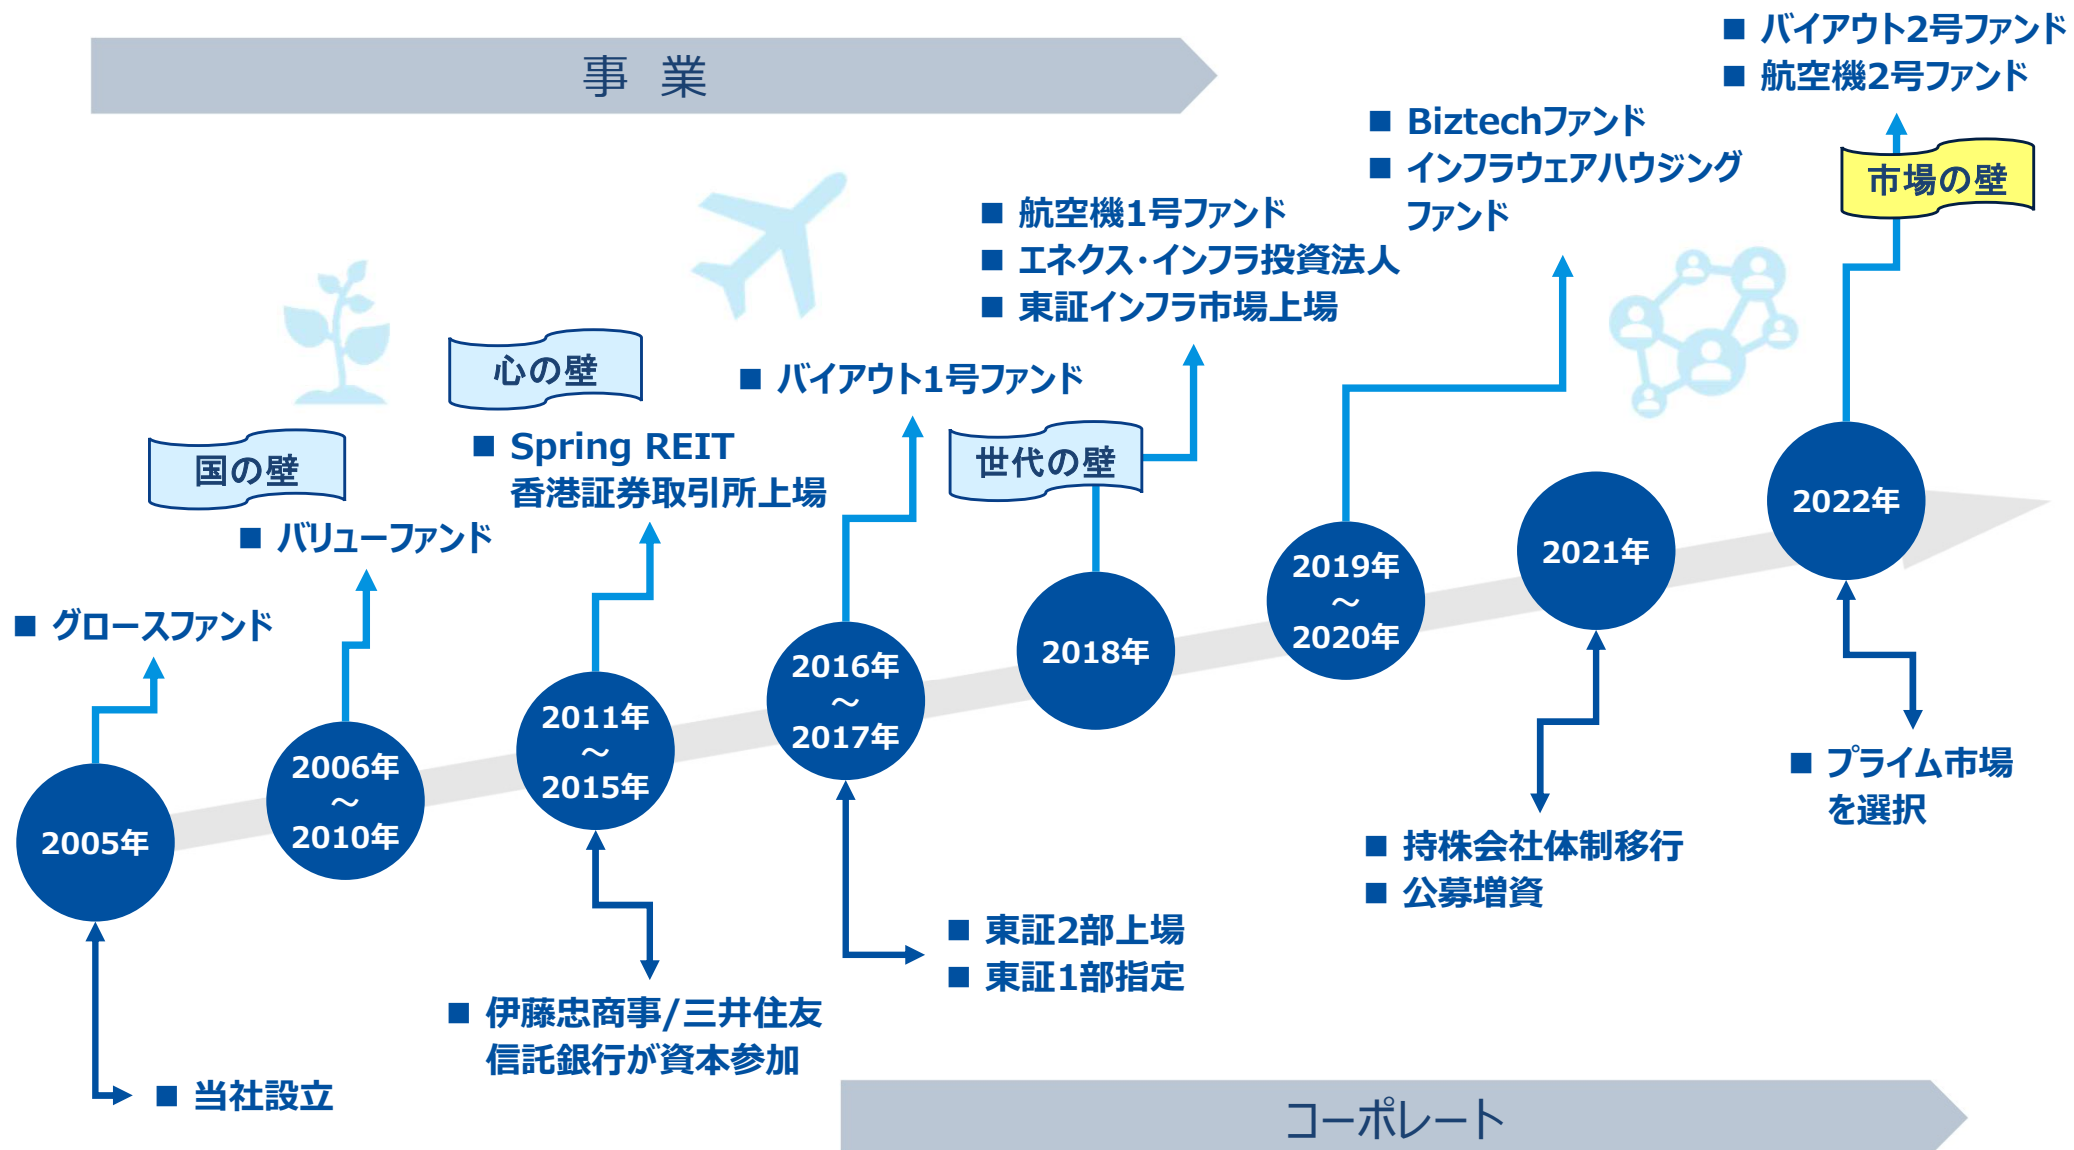 事 業
■ バイアウト2号ファンド
■ 航空機2号ファンド
市場の壁
■ Biztechファンド
■ インフラウェアハウジング
ファンド
■ 航空機1号ファンド
■ エネクス・インフラ投資法人
■ 東証インフラ市場上場
世代の壁
■ バイアウト1号ファンド
心の壁
■ Spring REIT
香港証券取引所上場
国の壁
■ バリューファンド
■ グロースファンド
2005年
2006年
～
2010年
2011年
～
2015年
2016年
～
2017年
2018年
2019年
～
2020年
2021年
2022年
■ 当社設立
■ 伊藤忠商事/三井住友
信託銀行が資本参加
■ 東証2部上場
■ 東証1部指定
■ 持株会社体制移行
■ 公募増資
■ プライム市場
を選択
コーポレート